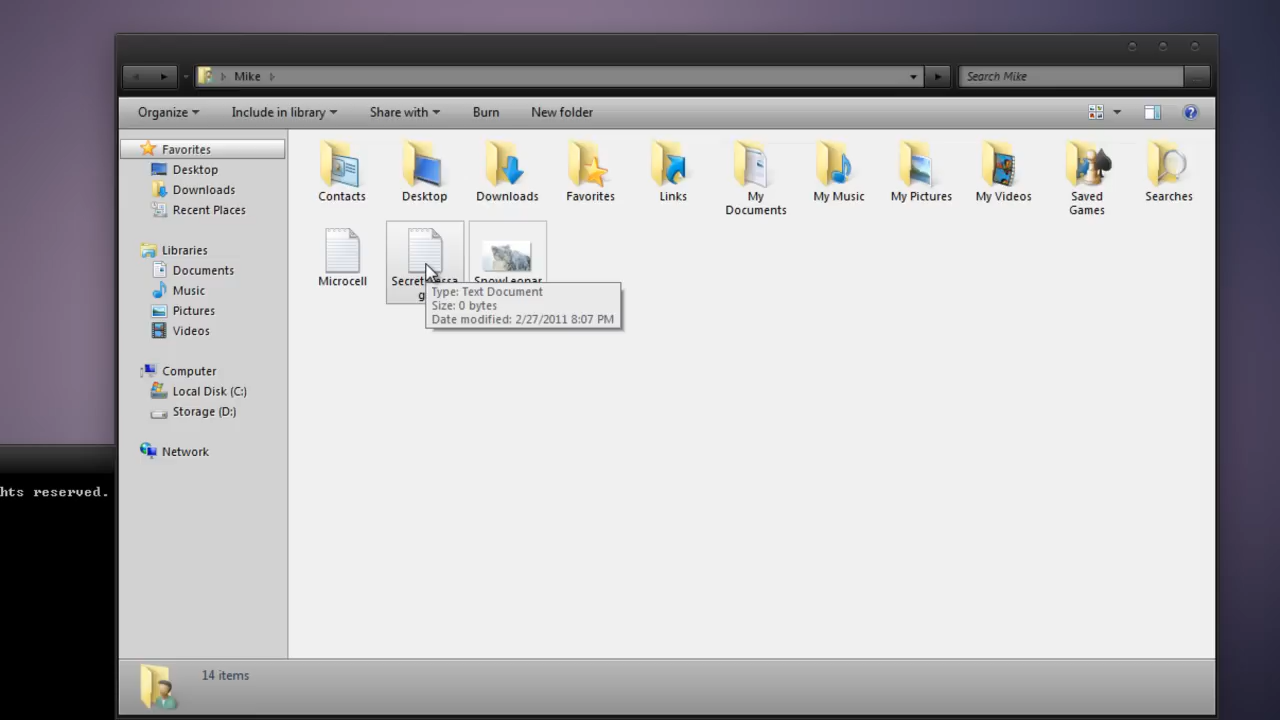 Mike
Search Mike
Organize Include in library Share with Burn New folder
Favorites
Desktop
Downloads
Recent Places
Libraries
Documents
Music
Pictures
Videos
Computer
Local Disk (C:)
Storage (D:)
Network
Contacts
Desktop
Downloads
Favorites
Links
My
Documents
My Music
My Pictures
My Videos
Saved
Games
Searches
Microcell
Type: Text Document
Size: 0 bytes
Date modified: 2/27/2011 8:07 PM
hts reserved.
14 items